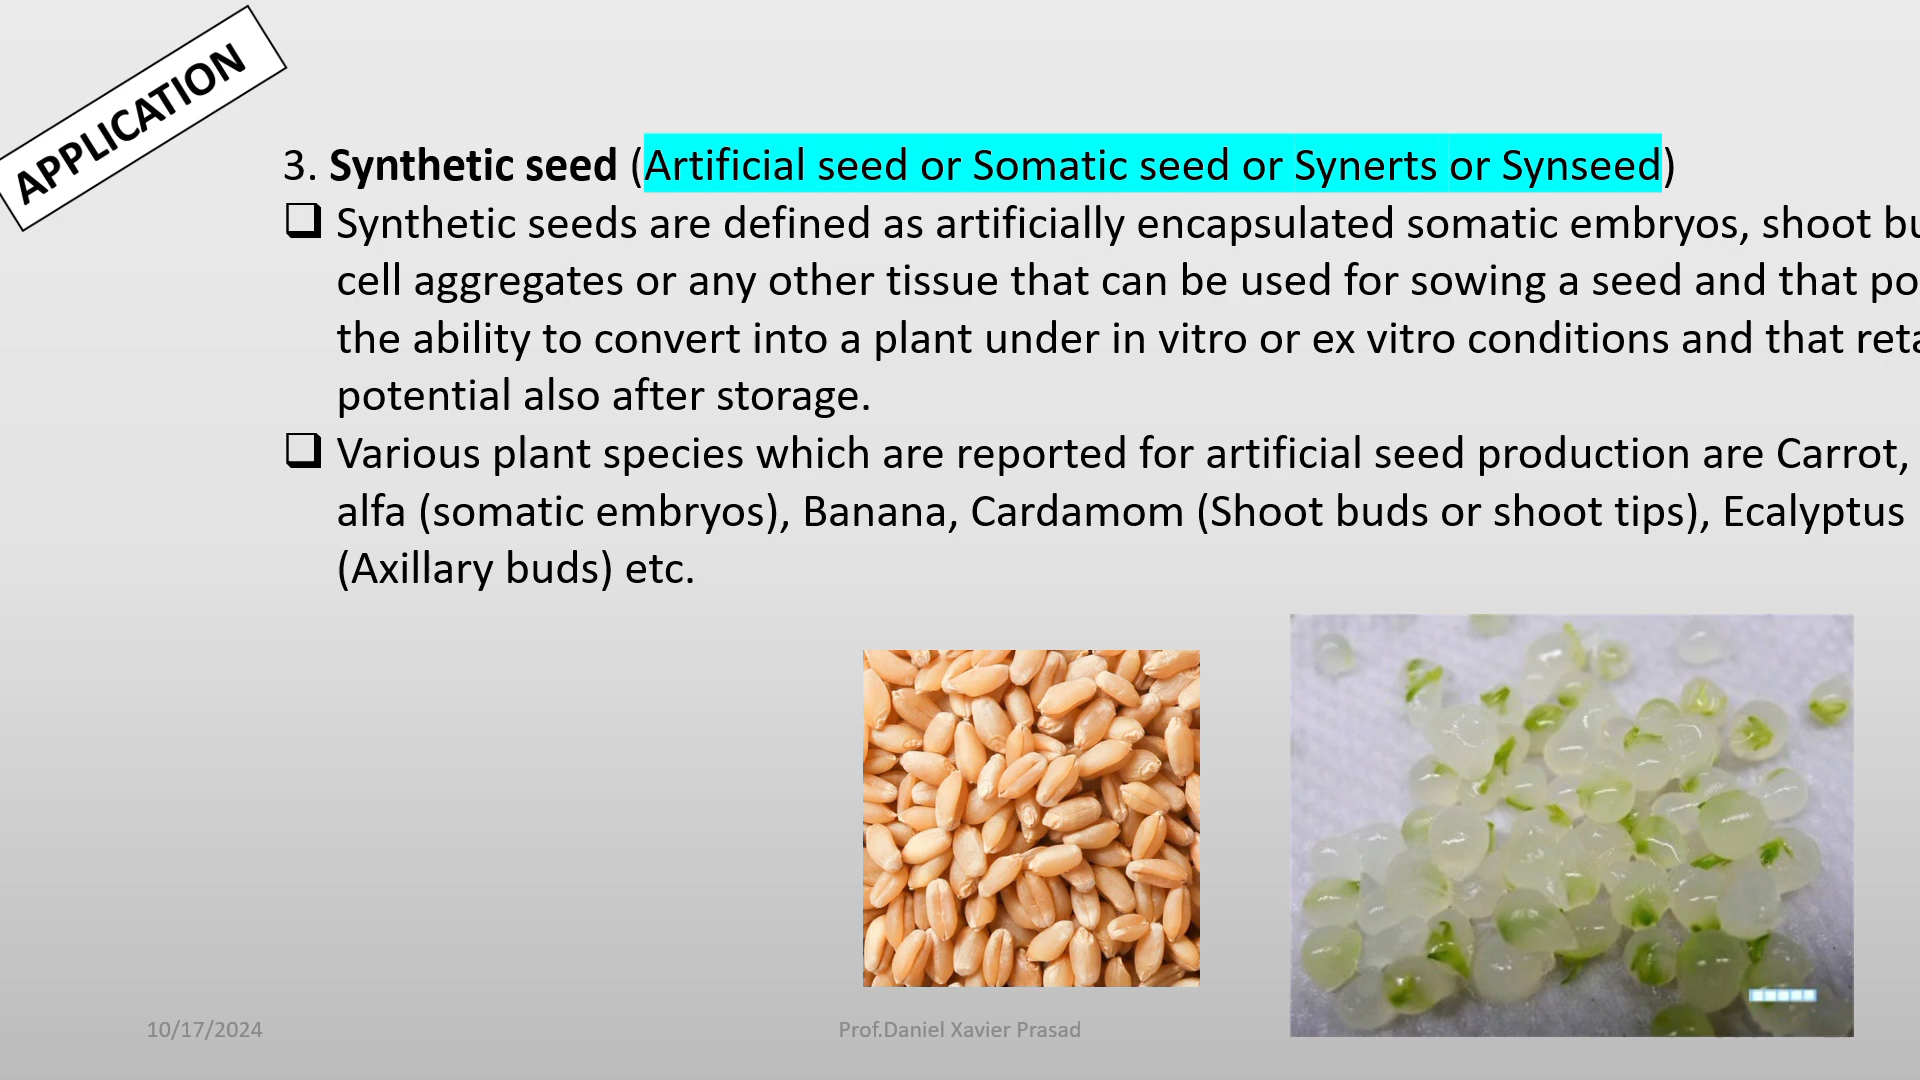 APPLICATION
3. Synthetic seed (Artificial seed or Somatic seed or Synerts or Synseed)
❑ Synthetic seeds are defined as artificially encapsulated somatic embryos, shoot
cell aggregates or any other tissue that can be used for sowing a seed and that
the ability to convert into a plant under in vitro or ex vitro conditions and that
potential also after storage.
❑ Various plant species which are reported for artificial seed production are Carrot,
alfa (somatic embryos), Banana, Cardamom (Shoot buds or shoot tips), Ecalyptus
(Axillary buds) etc.
10/17/2024
Prof.Daniel Xavier Prasad